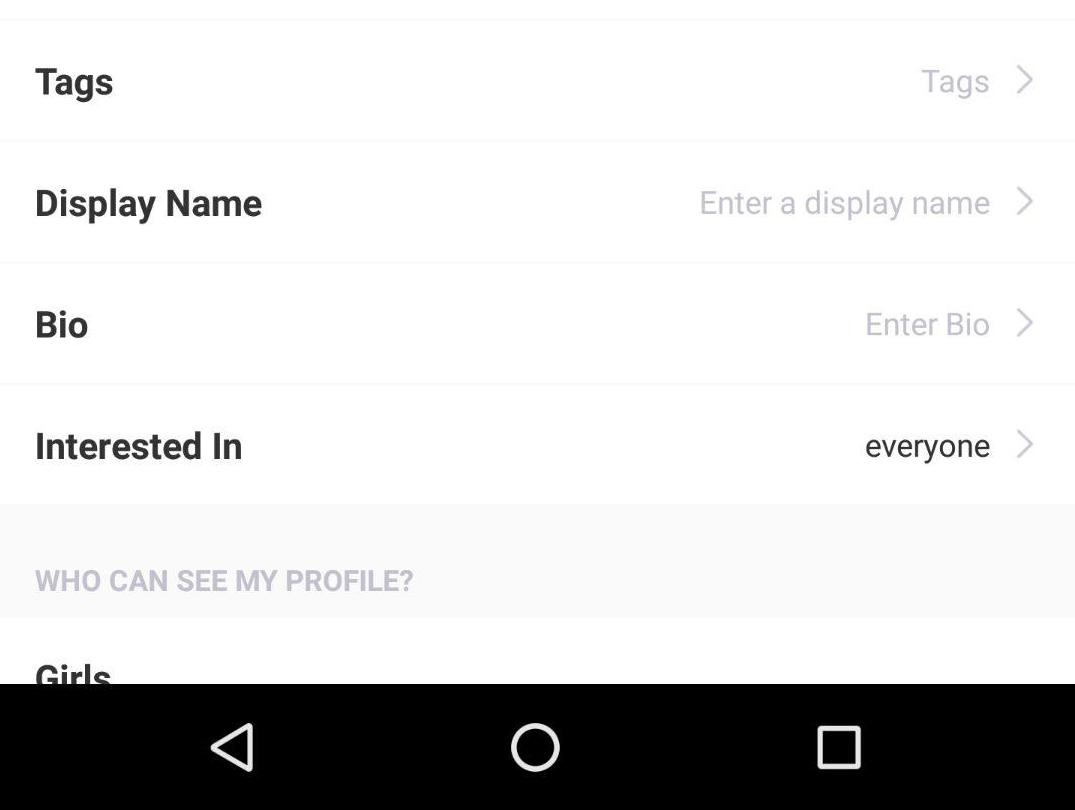 Tags Tags
Display Name Enter a display name
Bio Enter Bio
Interested In everyone
WHO CAN SEE MY PROFILE?
Girls